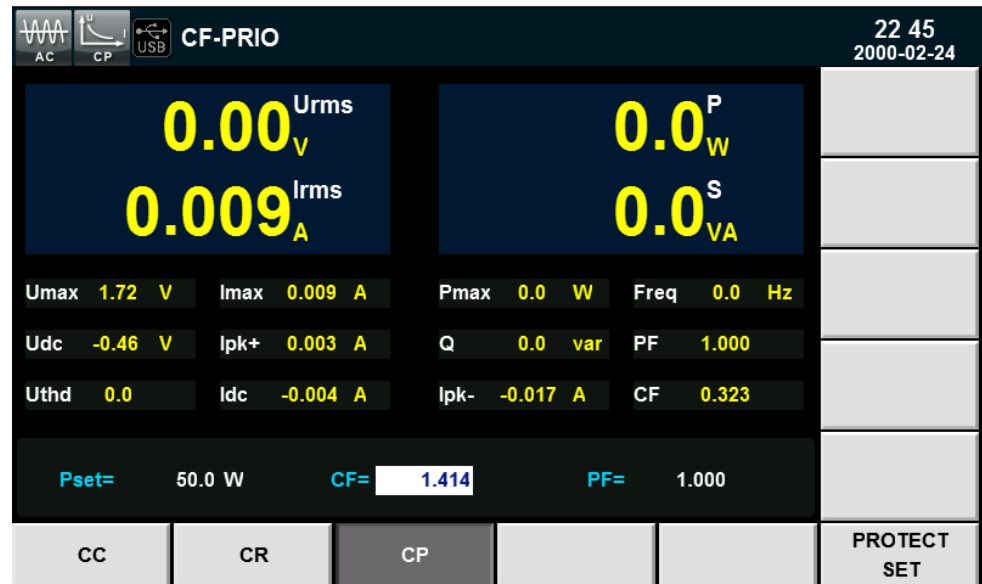 AC
U
I
CP
USB
CF-PRIO
22 45
2000-02-24
0.00 Urms V
0.0 P W
0.009 Irms A
0.0 S VA
Umax 1.72 V Imax 0.009 A Pmax 0.0 W Freq 0.0 Hz
Udc -0.46 V Ipk+ 0.003 A Q 0.0 var PF 1.000
Uthd 0.0 Idc -0.004 A Ipk- -0.017 A CF 0.323
Pset= 50.0 W CF= 1.414 PF= 1.000
CC CR CP PROTECT
SET